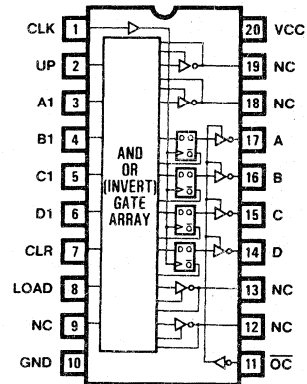 CLK 1 20 VCC
UP 2 19 NC
A1 3 18 NC
B1 4 17 A
C1 5 16 B
D1 6 15 C
CLR 7 14 D
LOAD 8 13 NC
NC 9 12 NC
GND 10 11 OC
AND
OR
(INVERT)
GATE
ARRAY